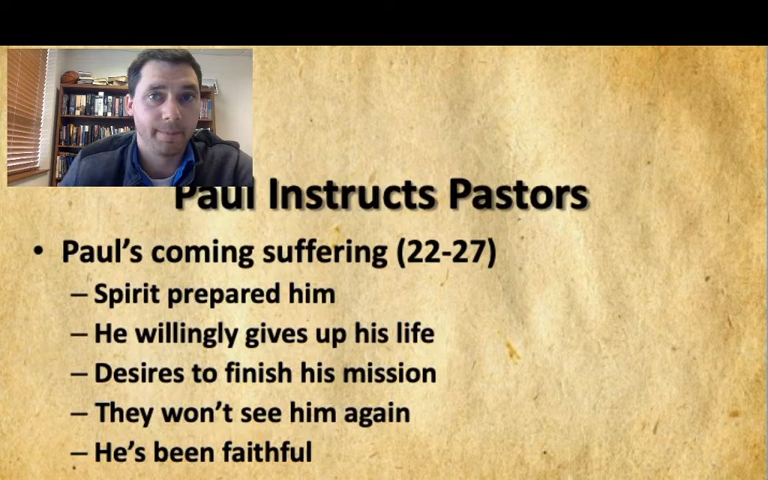 Paul Instructs Pastors
• Paul’s coming suffering (22-27)
– Spirit prepared him
– He willingly gives up his life
– Desires to finish his mission
– They won’t see him again
– He’s been faithful